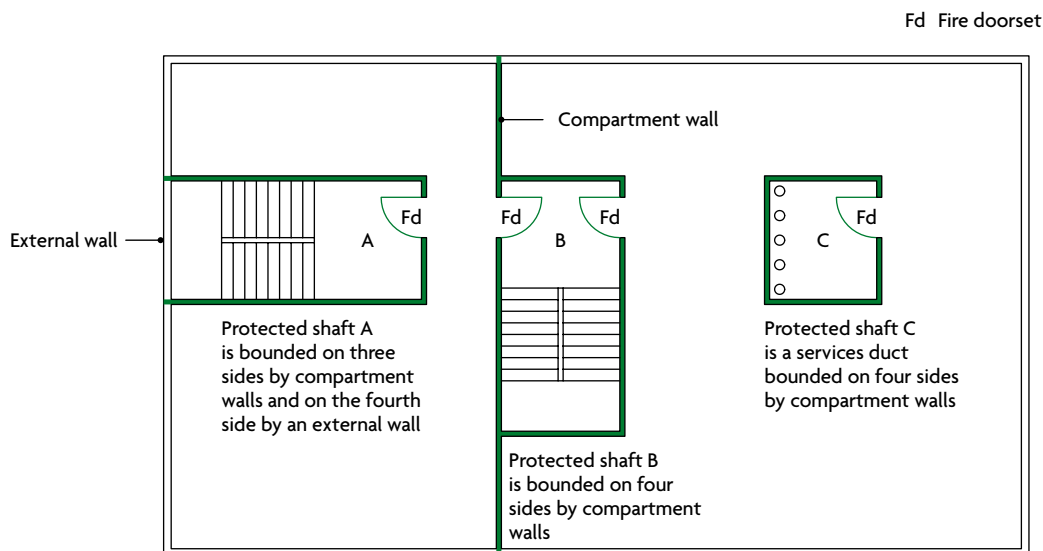 Fd Fire doorset
Compartment wall
Fd
Fd
Fd
Fd
External wall
A
B
C
Protected shaft A
is bounded on three
sides by compartment
walls and on the fourth
side by an external wall
Protected shaft C
is a services duct
bounded on four sides
by compartment walls
Protected shaft B
is bounded on four
sides by compartment
walls